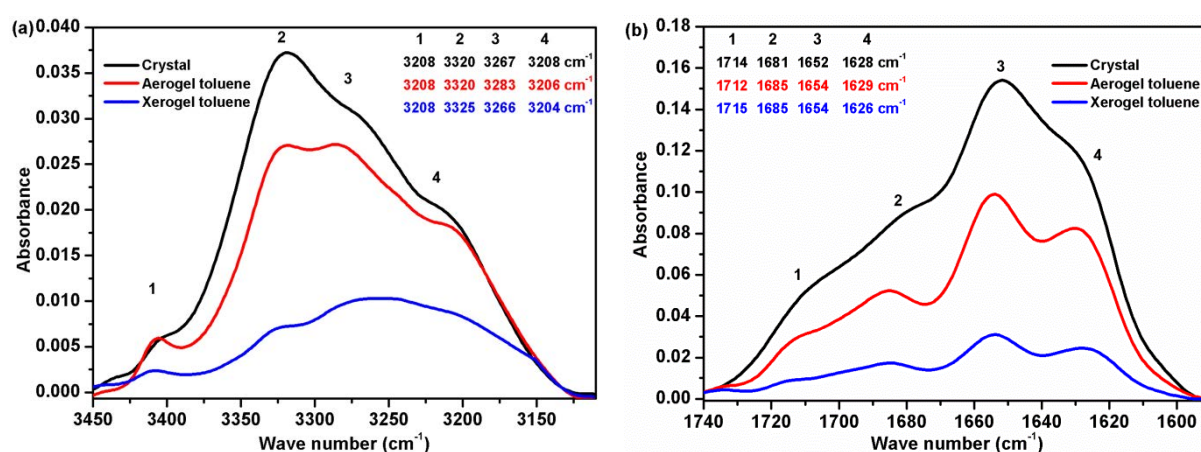 (a)
2
3
1
4
Crystal
Aerogel toluene
Xerogel toluene
1 2 3 4
3208 3320 3267 3208 cm-1
3208 3320 3283 3206 cm-1
3208 3325 3266 3204 cm-1
0.040
0.035
0.030
0.025
0.020
0.015
0.010
0.005
0.000
Absorbance
3450 3400 3350 3300 3250 3200 3150
Wave number (cm-1)
(b)
1 2 3 4
1714 1681 1652 1628 cm-1
1712 1685 1654 1629 cm-1
1715 1685 1654 1626 cm-1
Crystal
Aerogel toluene
Xerogel toluene
3
4
2
1
0.18
0.16
0.14
0.12
0.10
0.08
0.06
0.04
0.02
0.00
Absorbance
1740 1720 1700 1680 1660 1640 1620 1600
Wave number (cm-1)